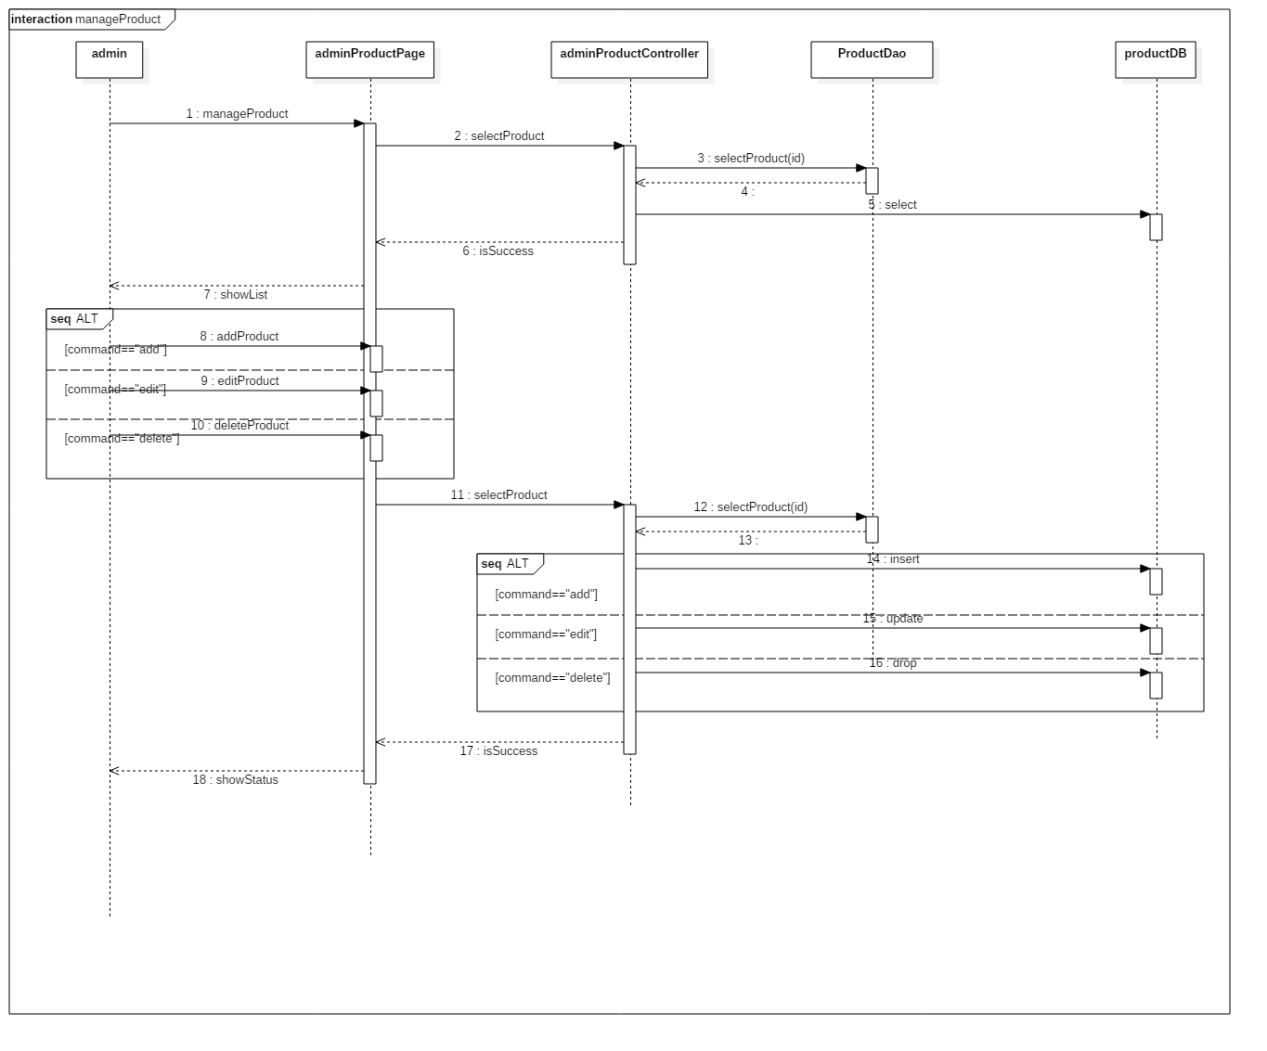 interaction manageProduct
admin
adminProductPage
adminProductController
ProductDao
productDB
1 : manageProduct
2 : selectProduct
3 : selectProduct(id)
4 :
5 : select
6 : isSuccess
7 : showList
seq ALT
8 : addProduct
[command=="add"]
9 : editProduct
[command=="edit"]
10 : deleteProduct
[command=="delete"]
11 : selectProduct
12 : selectProduct(id)
13 :
seq ALT
14 : insert
[command=="add"]
15 : update
[command=="edit"]
16 : drop
[command=="delete"]
17 : isSuccess
18 : showStatus